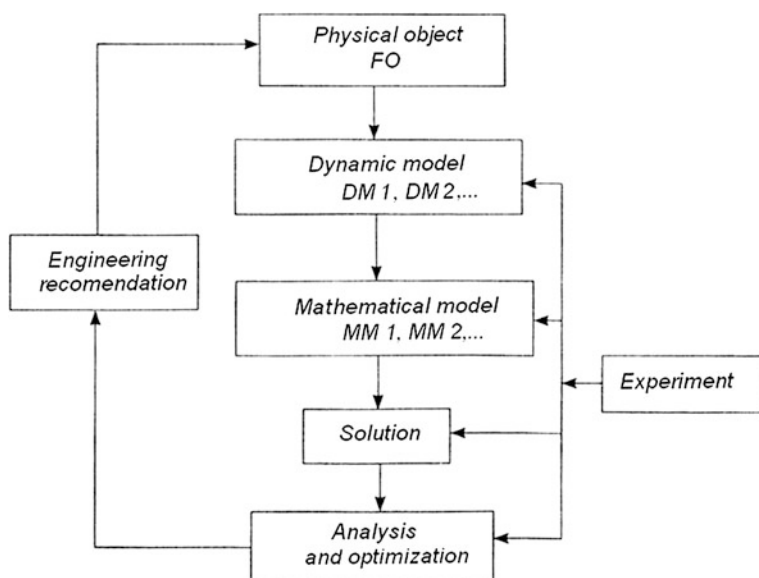 Physical object
FO
Dynamic model
DM 1, DM 2,...
Engineering
recomendation
Mathematical model
MM 1, MM 2,...
Experiment
Solution
Analysis
and optimization